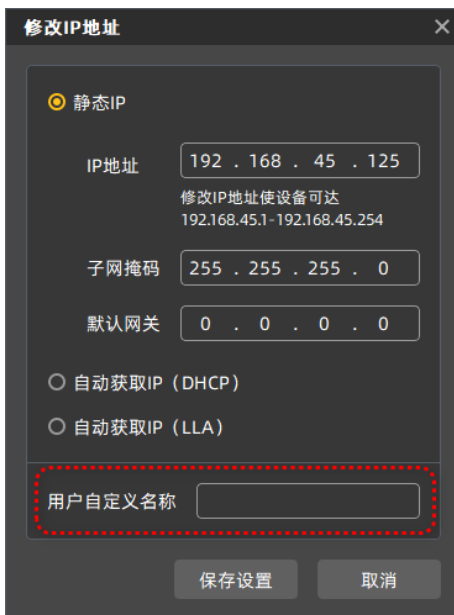 修改IP地址
静态IP
IP地址 192 . 168 . 45 . 125
修改IP地址使设备可达
192.168.45.1-192.168.45.254
子网掩码 255 . 255 . 255 . 0
默认网关 0 . 0 . 0 . 0
自动获取IP（DHCP）
自动获取IP（LLA）
用户自定义名称
保存设置 取消